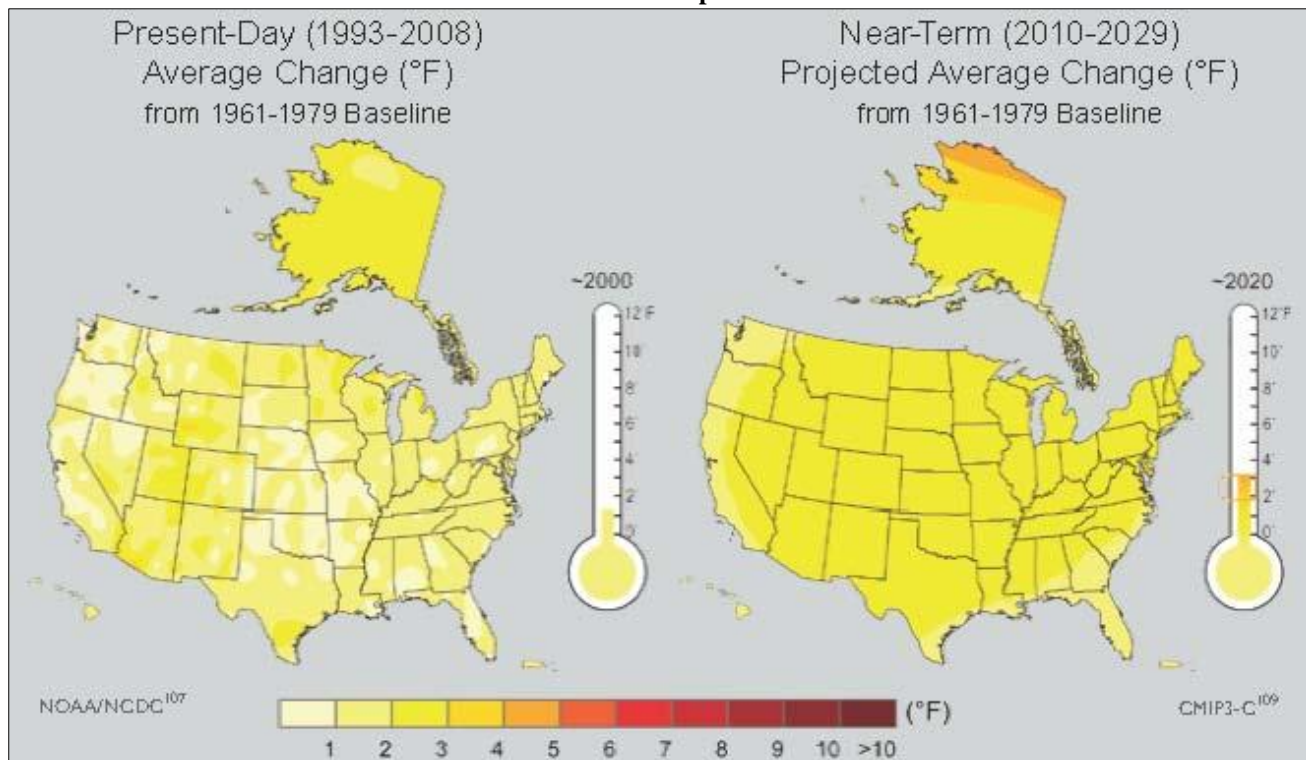 Present-Day (1993-2008)
Average Change (°F)
from 1961-1979 Baseline
Near-Term (2010-2029)
Projected Average Change (°F)
from 1961-1979 Baseline
~2000
12°F
10°
8°
6°
4°
2°
0°
~2020
12°F
10°
8°
6°
4°
2°
0°
NOAA/NCDC107
(°F)
CMIP3-C109
1 2 3 4 5 6 7 8 9 10 >10